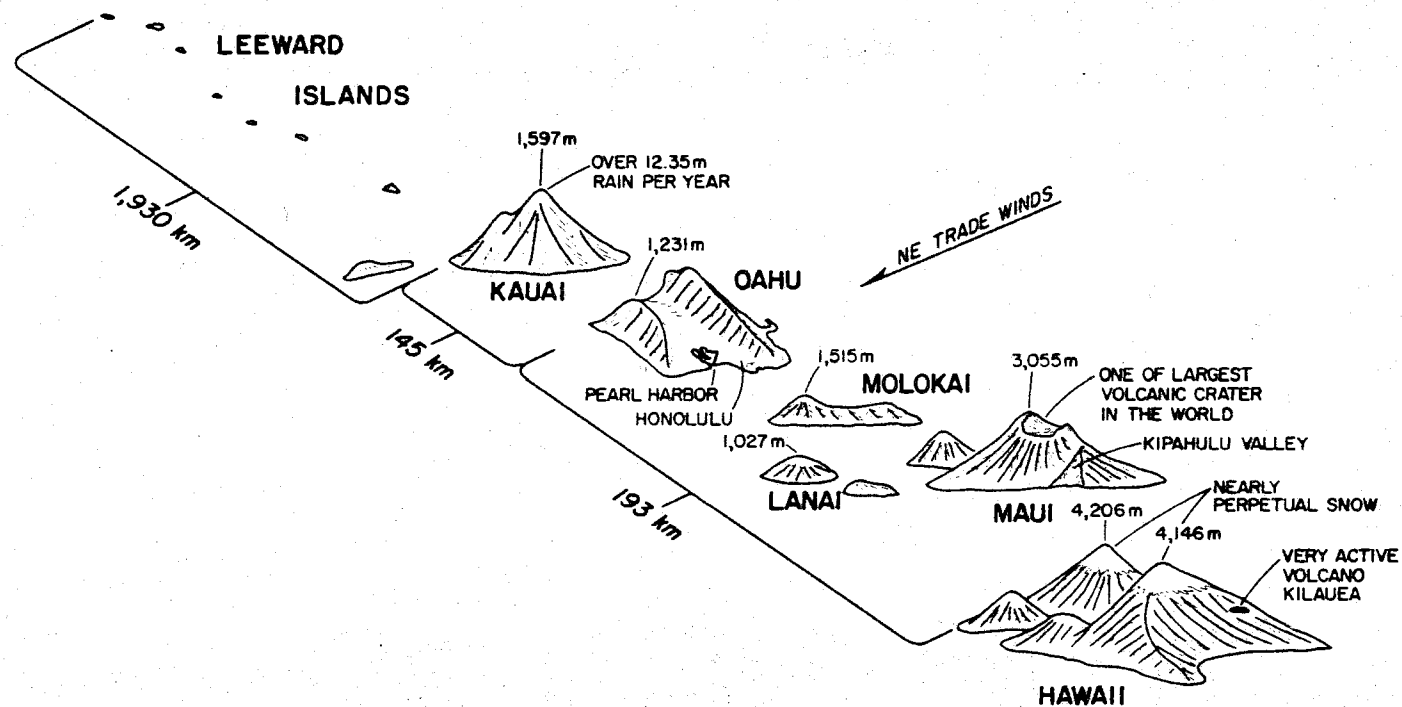 LEEWARD
ISLANDS
1,597m
OVER 12.35m
RAIN PER YEAR
1,930 km
NE TRADE WINDS
KAUAI
1,231m
OAHU
145 km
PEARL HARBOR
HONOLULU
1,515m
MOLOKAI
3,055m
ONE OF LARGEST
VOLCANIC CRATER
IN THE WORLD
KIPAHULU VALLEY
1,027m
LANAI
MAUI
193 km
NEARLY
PERPETUAL SNOW
4,206m
4,146m
VERY ACTIVE
VOLCANO
KILAUEA
HAWAII